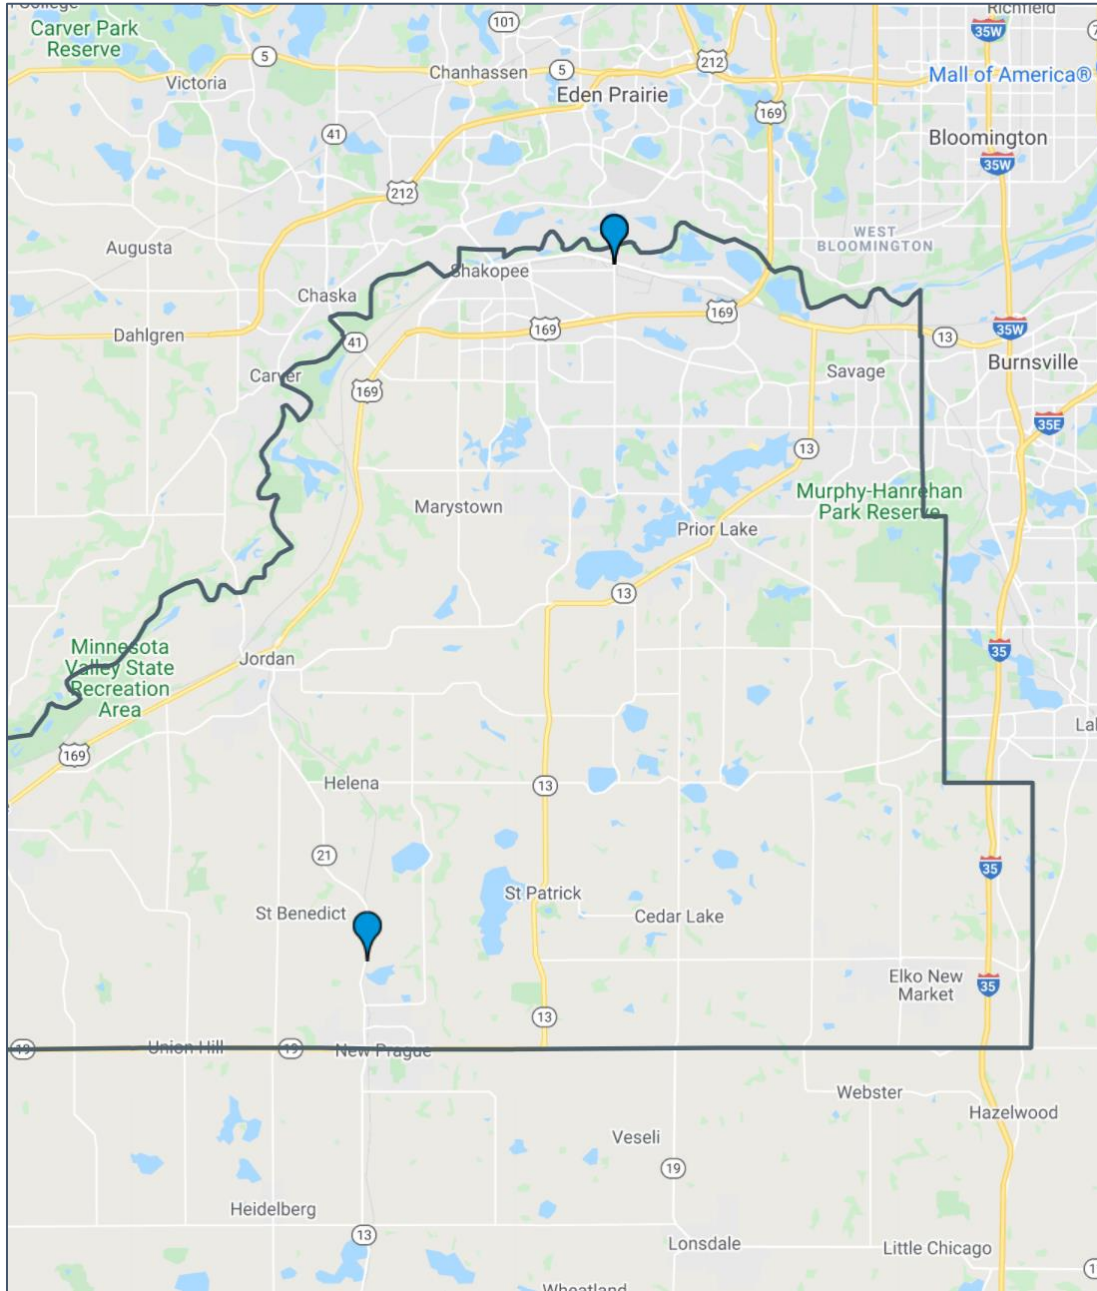 College
Richfield
Carver Park
Reserve
101
35W
5
212
Victoria
Chanhassen
5
Mall of America®
Eden Prairie
169
41
Bloomington
35W
212
WEST
BLOOMINGTON
Augusta
Shakopee
Chaska
169
169
35W
Dahlgren
41
13
Savage
Burnsville
Carver
169
35E
13
Murphy-Hanrehan
Park Reserve
Marystown
Prior Lake
13
Minnesota
Valley State
Recreation
Area
Jordan
35
169
Helena
13
21
35
St Patrick
St Benedict
Cedar Lake
Elko New
Market
35
13
19
Union Hill
19
New Prague
Webster
Hazelwood
Veseli
19
Heidelberg
13
Lonsdale
Little Chicago
Wheatland